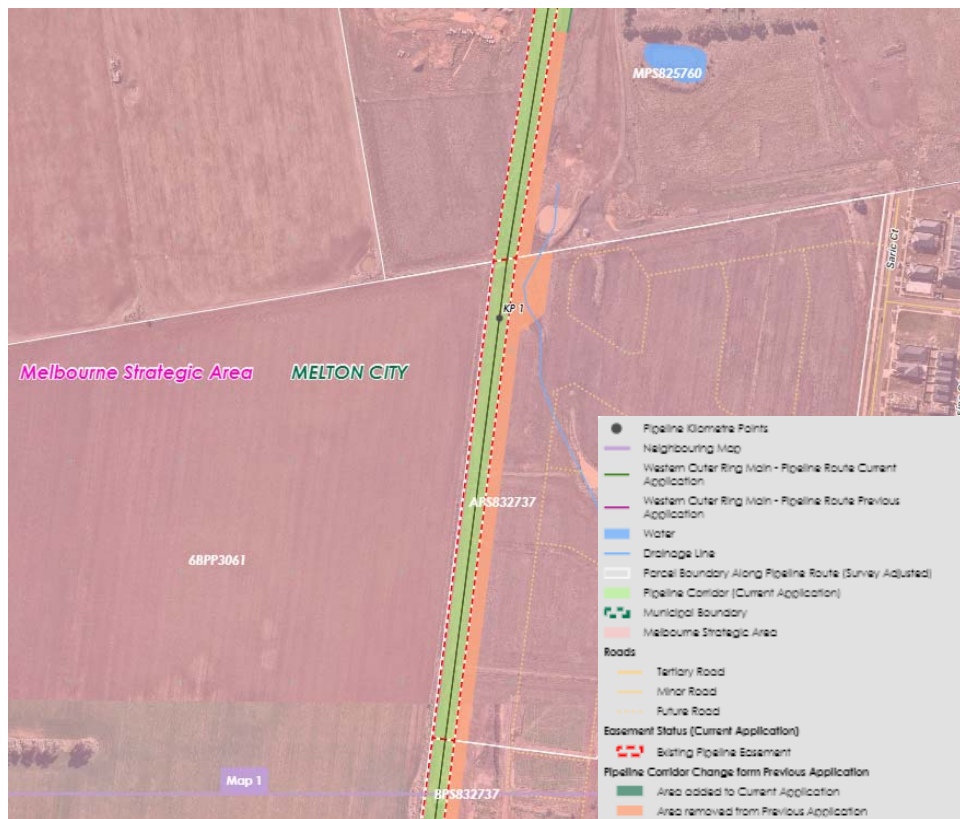 MPS825760
Saric Ct
KP 1
Melbourne Strategic Area
MELTON CITY
APS832737
6BPP3061
Map 1
BPS832737
Pipeline Kilometre Points
Neighbouring Map
Western Outer Ring Main - Pipeline Route Current
Application
Western Outer Ring Main - Pipeline Route Previous
Application
Water
Drainage Line
Parcel Boundary Along Pipeline Route (Survey Adjusted)
Pipeline Corridor (Current Application)
Municipal Boundary
Melbourne Strategic Area
Roads
Tertiary Road
Minor Road
Future Road
Easement Status (Current Application)
Existing Pipeline Easement
Pipeline Corridor Change form Previous Application
Area added to Current Application
Area removed from Previous Application